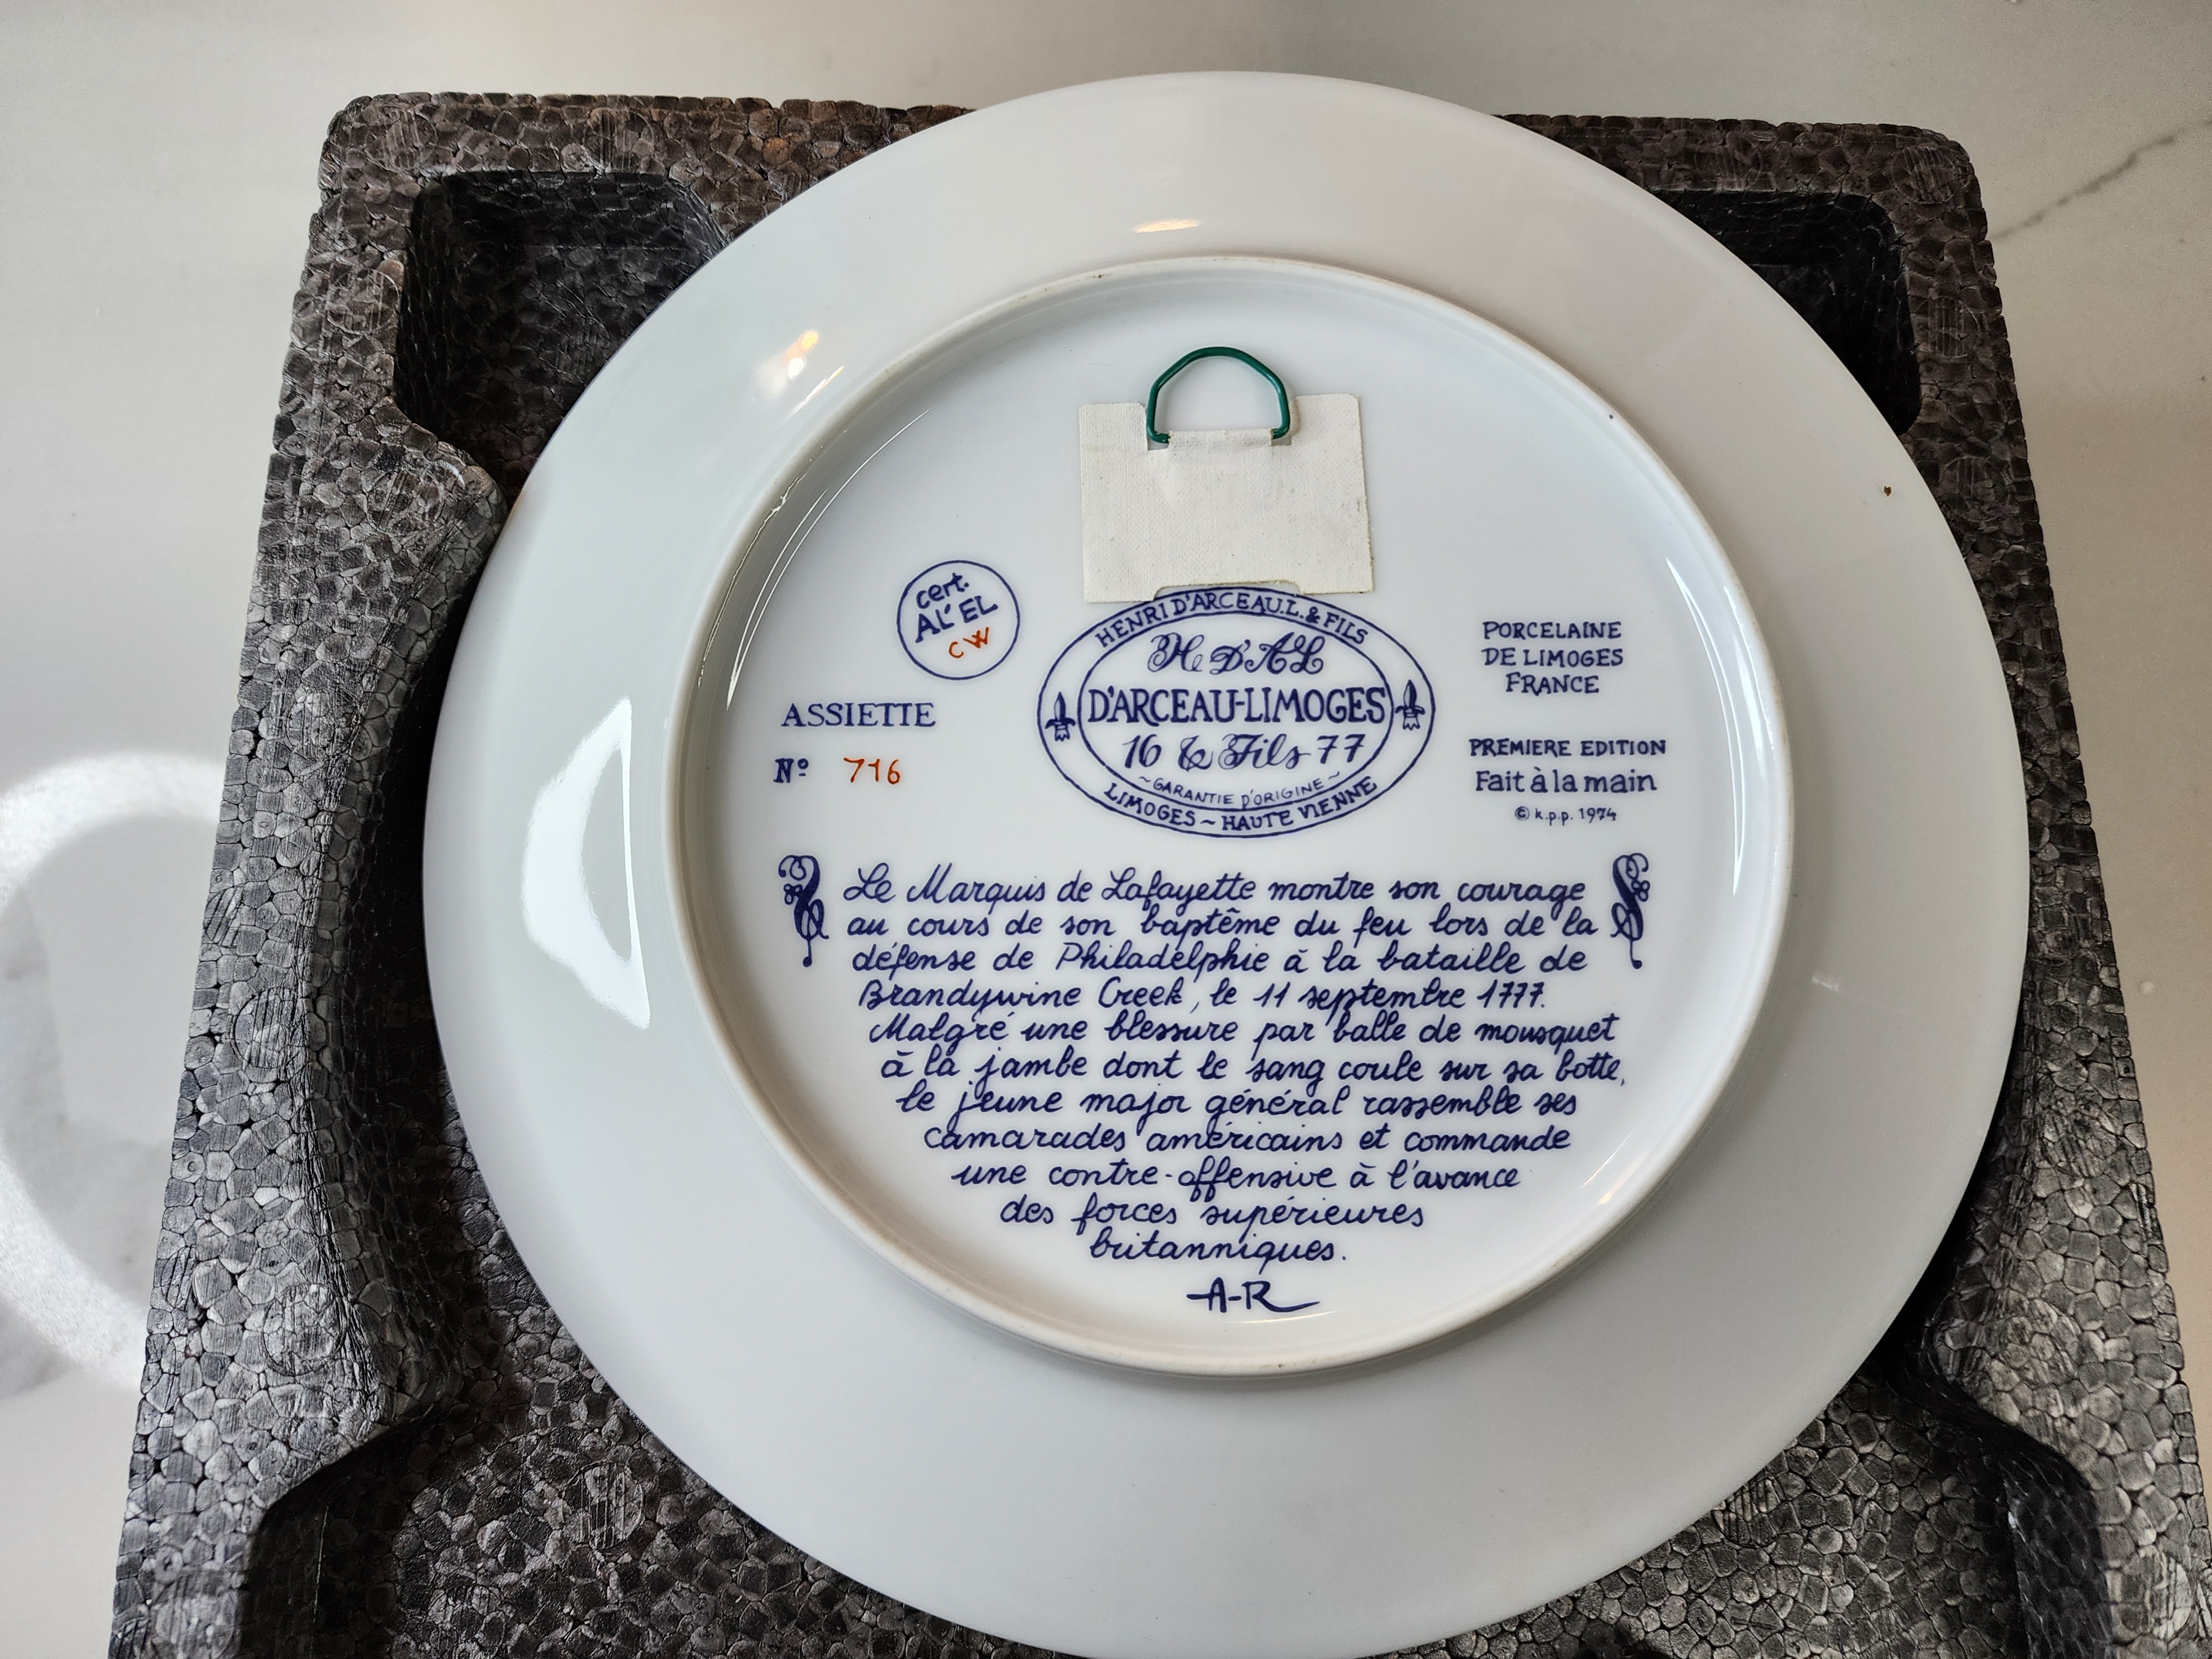 cert.
AL' EL
CW
ASSIETTE
Nº 716
HENRI D'ARCEAU.L. & FILS
H. D'A&L
D'ARCEAU-LIMOGES
16 & Fils 77
~GARANTIE D'ORIGINE~
LIMOGES ~ HAUTE VIENNE
PORCELAINE
DE LIMOGES
FRANCE
PREMIERE EDITION
Fait à la main
© k.p.p. 1974
Le Marquis de Lafayette montre son courage
au cours de son baptême du feu lors de la
défense de Philadelphie à la bataille de
Brandywine Creek, le 11 septembre 1777.
Malgré une blessure par balle de mousquet
à la jambe dont le sang coule sur sa botte,
le jeune major général rassemble ses
camarades américains et commande
une contre-offensive à l'avance
des forces supérieures
britanniques.
A-R